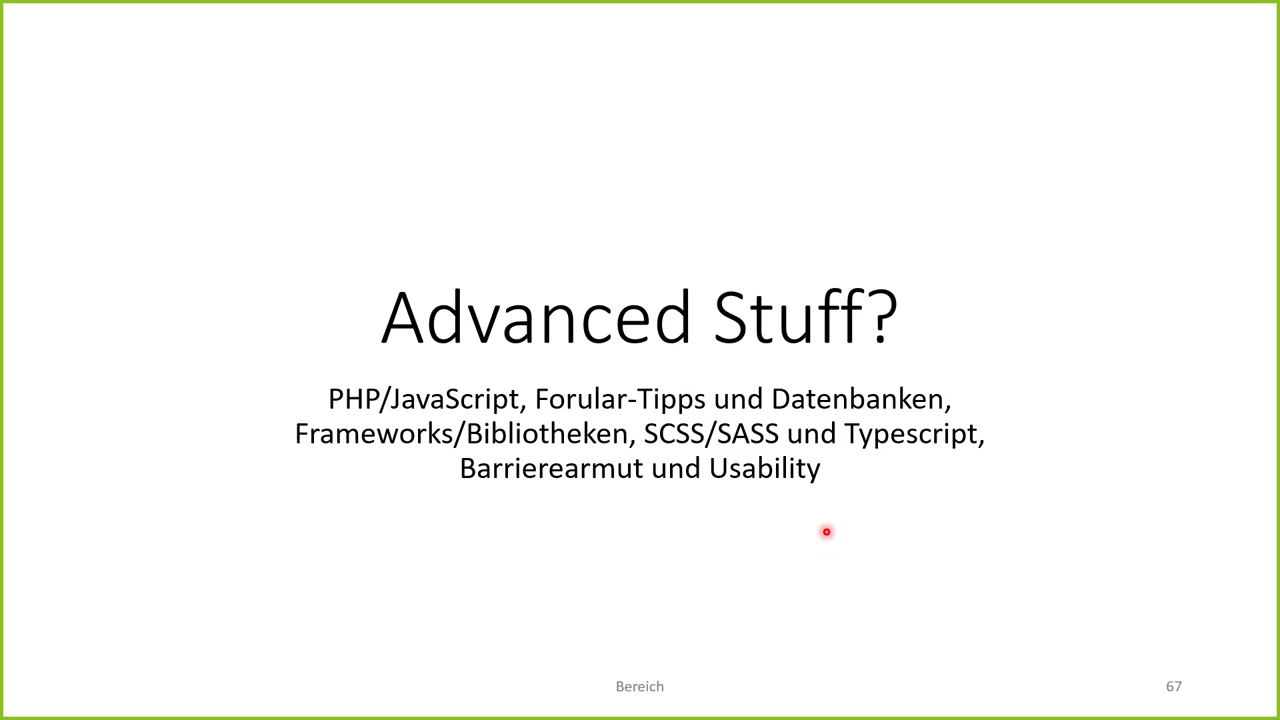 Advanced Stuff?
PHP/JavaScript, Forular-Tipps und Datenbanken,
Frameworks/Bibliotheken, SCSS/SASS und Typescript,
Barrierearmut und Usability
Bereich
67